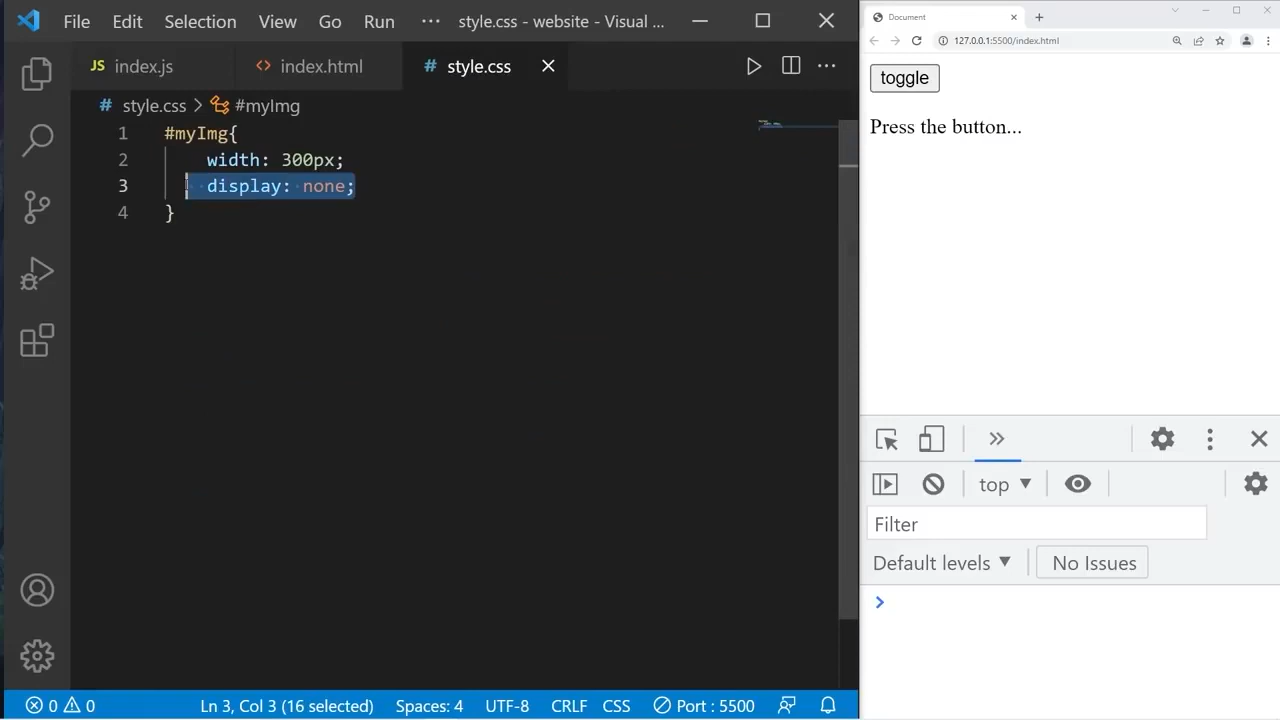 File Edit Selection View Go Run ··· style.css - website - Visual ...
JS index.js <> index.html # style.css
# style.css > #myImg
1 #myImg{
2 width: 300px;
3 display: none;
4 }
0 0 Ln 3, Col 3 (16 selected) Spaces: 4 UTF-8 CRLF CSS Port : 5500
Document
127.0.0.1:5500/index.html
toggle
Press the button...
top
Filter
Default levels No Issues